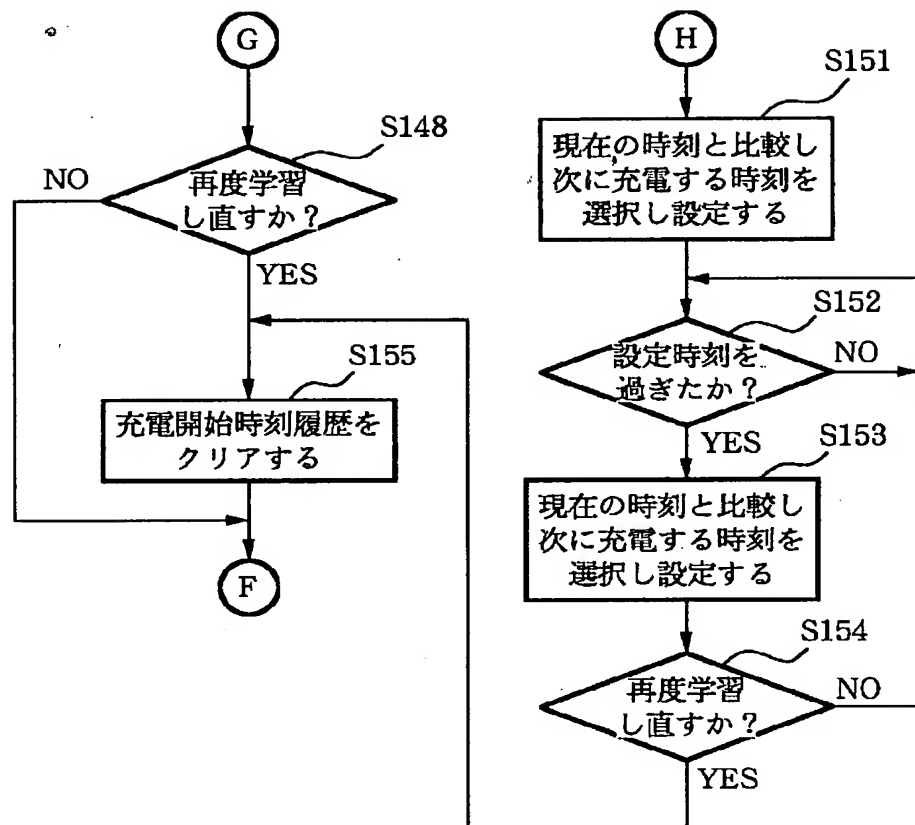 G
S148
NO
再度学習
し直すか？
YES
S155
充電開始時刻履歴を
クリアする
F
H
S151
現在の時刻と比較し
次に充電する時刻を
選択し設定する
S152
設定時刻を
過ぎたか？
NO
YES
S153
現在の時刻と比較し
次に充電する時刻を
選択し設定する
S154
再度学習
し直すか？
NO
YES